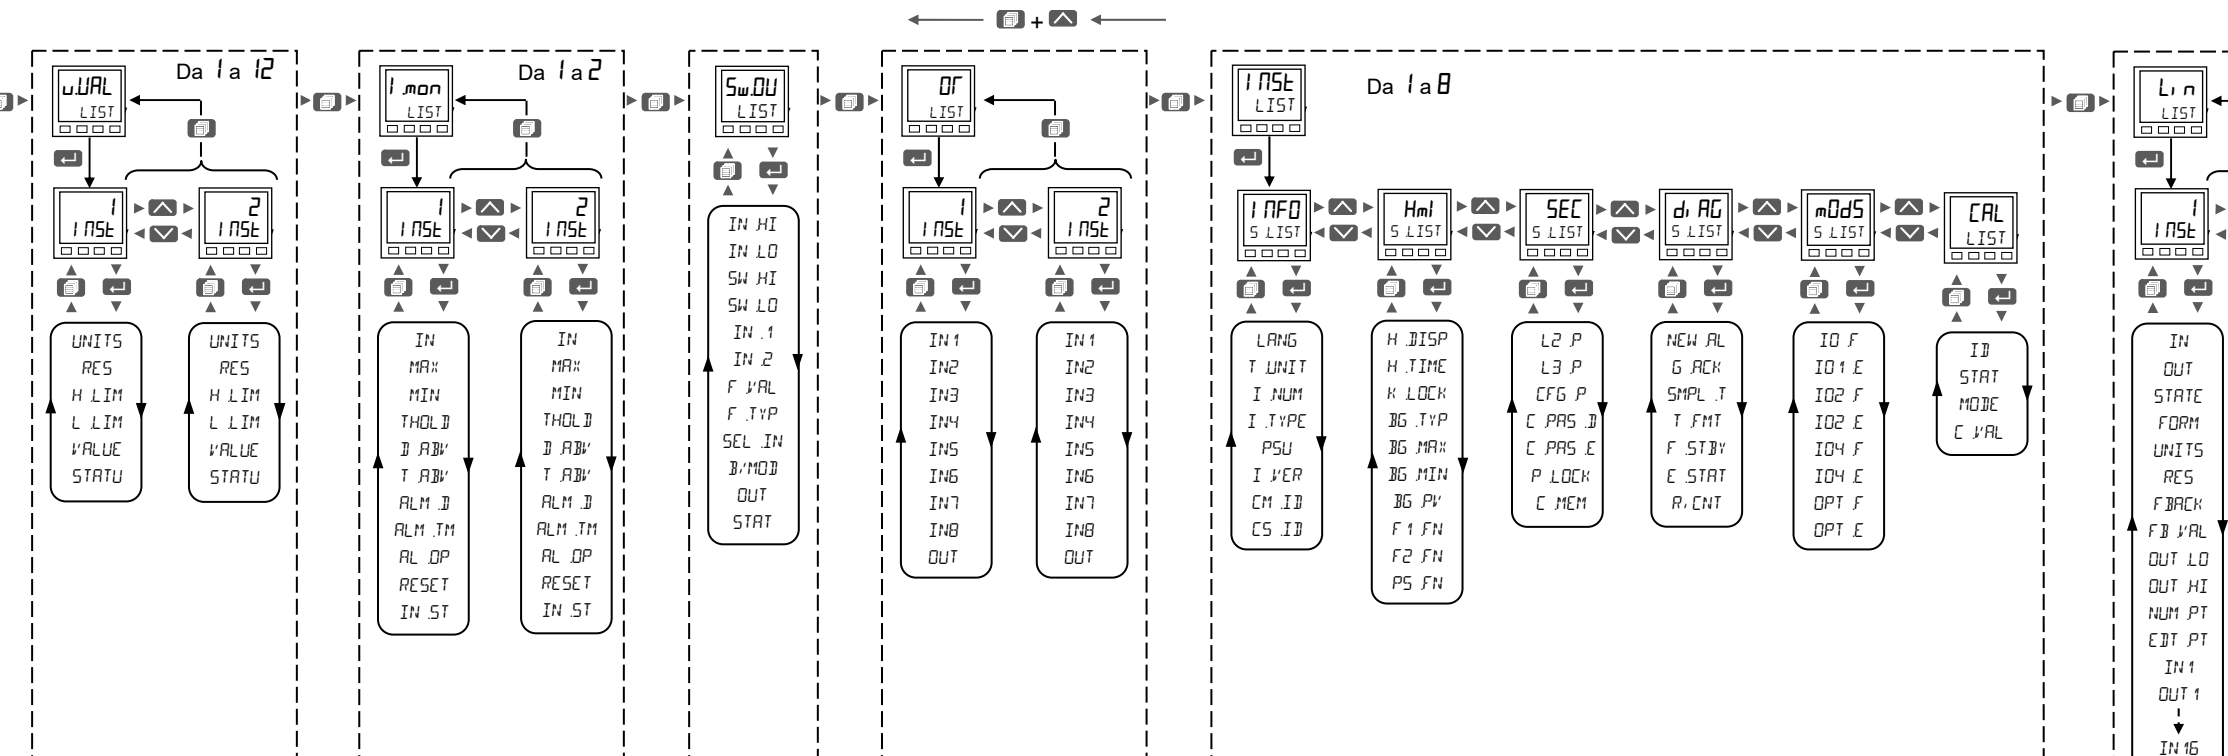 +
u.VAL
LIST
Da 1 a 12
1
INSt
2
INSt
UNITS
RES
H.LIM
L.LIM
VALUE
STATU
UNITS
RES
H.LIM
L.LIM
VALUE
STATU
I.mon
LIST
Da 1 a 2
1
INSt
2
INSt
IN
MAX
MIN
THOLD
D.ABV
T.ABV
ALM.D
ALM.TM
AL.OP
RESET
IN.ST
IN
MAX
MIN
THOLD
D.ABV
T.ABV
ALM.D
ALM.TM
AL.OP
RESET
IN.ST
Sw.OV
LIST
IN.HI
IN.LO
SW.HI
SW.LO
IN.1
IN.2
F.VAL
F.TYP
SEL.IN
B/MOD
OUT
STAT
Or
LIST
1
INSt
2
INSt
IN1
IN2
IN3
IN4
IN5
IN6
IN7
IN8
OUT
IN1
IN2
IN3
IN4
IN5
IN6
IN7
IN8
OUT
INSt
LIST
Da 1 a 8
INFO
S.LIST
LANG
T.UNIT
I.NUM
I.TYPE
PSU
I.VER
CM.ID
CS.ID
HmI
S.LIST
H.DISP
H.TIME
K.LOCK
BG.TYP
BG.MAX
BG.MIN
BG.PV
F1.FN
F2.FN
PS.FN
SEC
S.LIST
L2.P
L3.P
CFG.P
C.PAS.D
C.PAS.E
P.LOCK
C.MEM
diAG
S.LIST
NEW.AL
G.ACK
SMPL.T
T.FMT
F.STBY
E.STAT
R.CNT
mOdS
S.LIST
IO.F
IO1.E
IO2.F
IO2.E
IO4.F
IO4.E
OPT.F
OPT.E
CAL
LIST
ID
STAT
MODE
C.VAL
Lin
LIST
1
INSt
IN
OUT
STATE
FORM
UNITS
RES
FBACK
FB.VAL
OUT.LO
OUT.HI
NUM.PT
EDT.PT
IN1
OUT1
IN16